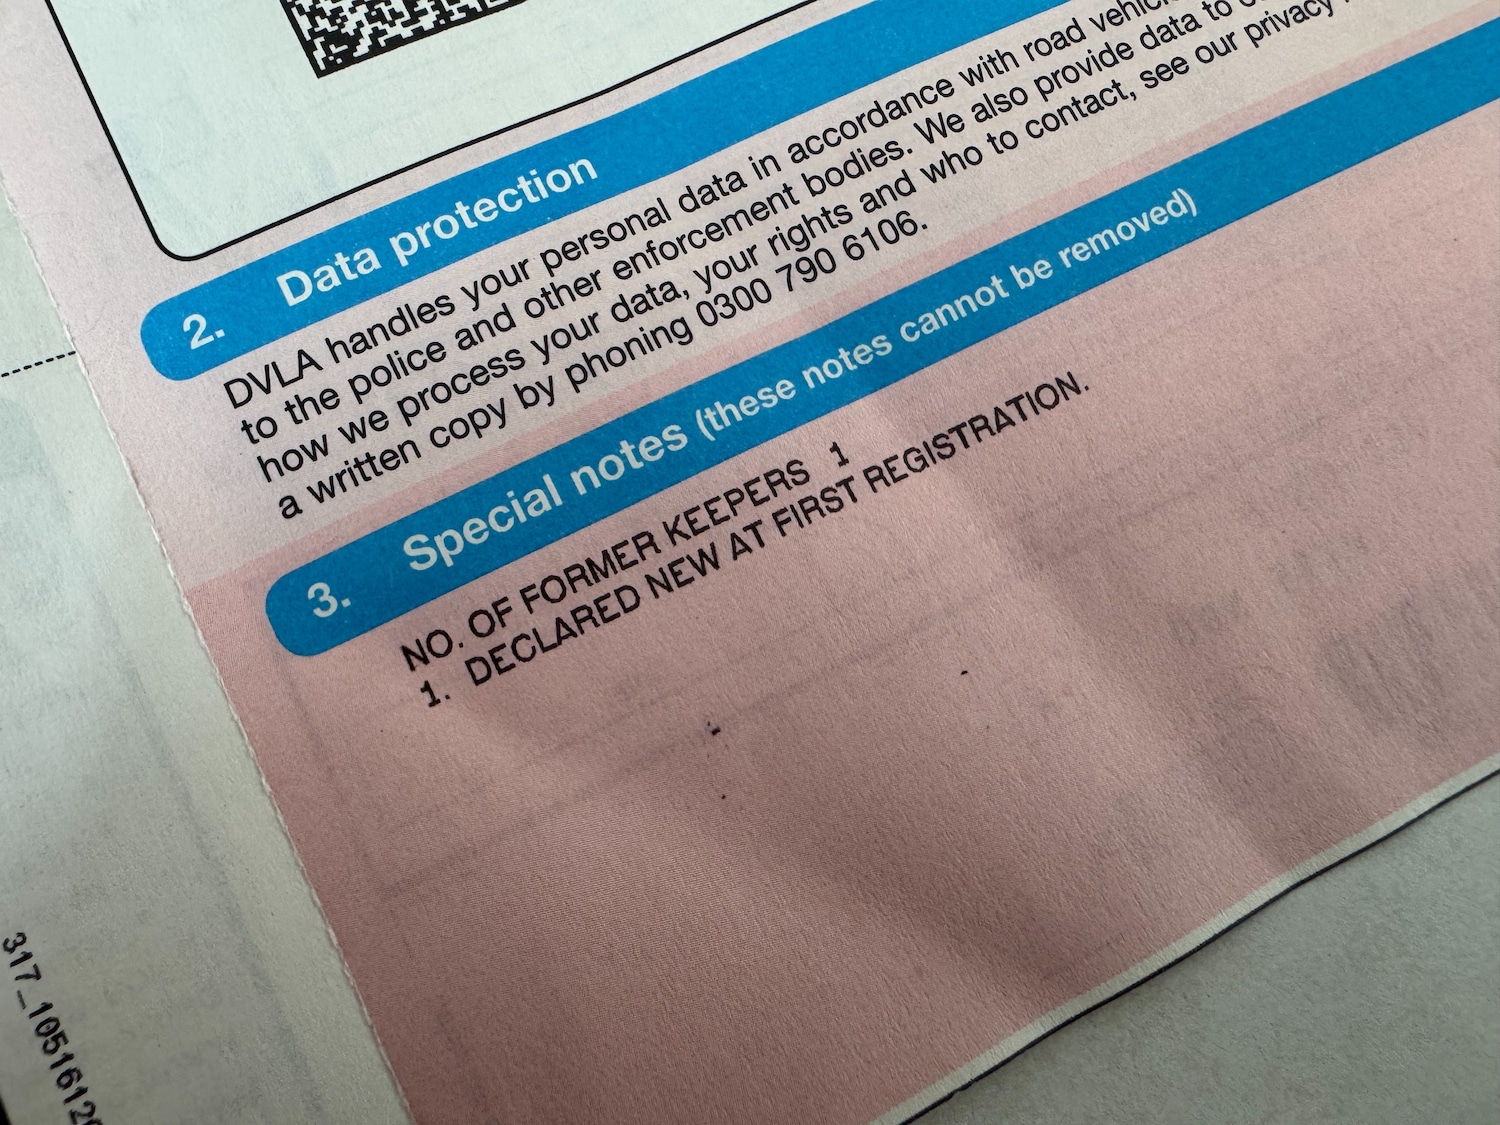 2. Data protection
DVLA handles your personal data in accordance with road
to the police and other enforcement bodies. We also provide data to
how we process your data, your rights and who to contact, see our privacy
a written copy by phoning 0300 790 6106.
3. Special notes (these notes cannot be removed)
NO. OF FORMER KEEPERS 1
1. DECLARED NEW AT FIRST REGISTRATION.